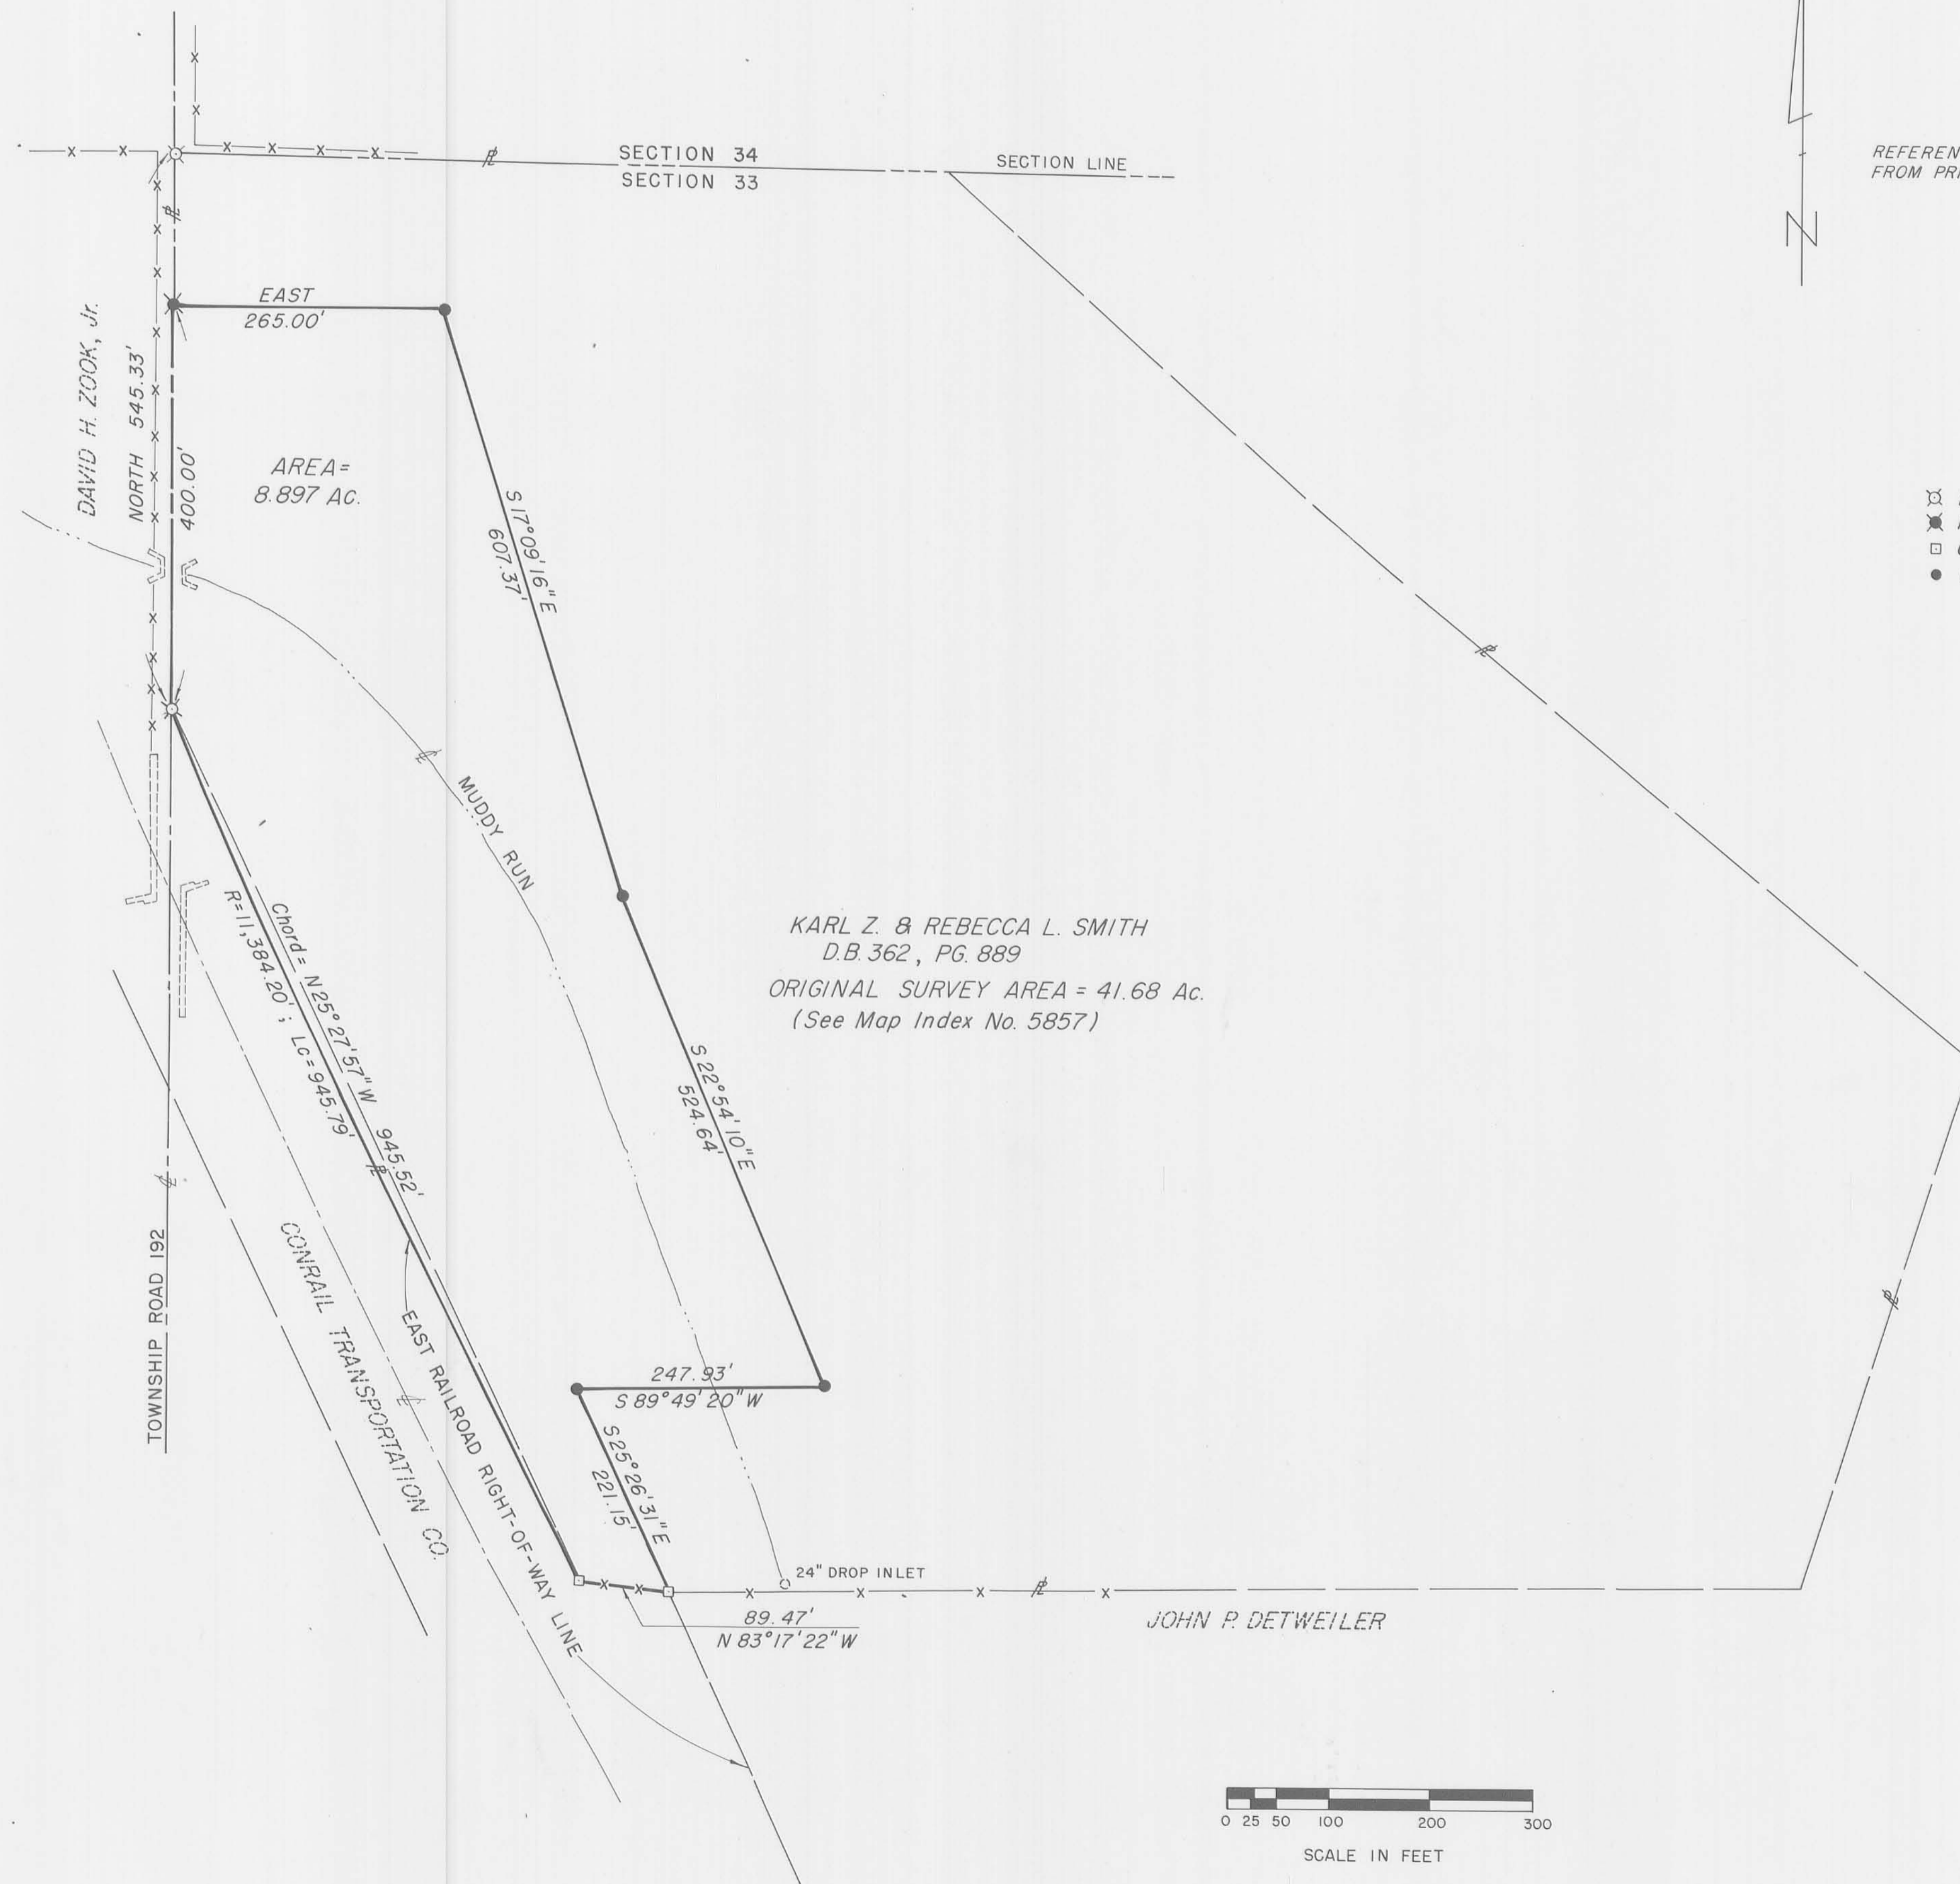 SECTION 34
SECTION LINE
SECTION 33
FROM
N
EAST
265.00'
DAVID H. ZOOK, Jr.
NORTH 545.33'
400.00'
AREA=
8.897 AC.
S 17°09'16" E
607.37'
MUDDY RUN
KARL Z. & REBECCA L. SMITH
D.B. 362, PG. 889
ORIGINAL SURVEY AREA = 41.68 Ac.
(See Map Index No. 5857)
Chord = N 25°27'57" W 945.52'
R=11,384.20'; Lc=945.79'
S 22°54'10" E
524.64'
TOWNSHIP ROAD 192
CONRAIL TRANSPORTATION CO.
EAST RAILROAD RIGHT-OF-WAY LINE
247.93'
S 89°49'20" W
S 25°26'31" E
221.15'
24" DROP INLET
89.47'
N 83°17'22" W
JOHN P. DETWEILER
0 25 50 100 200 300
SCALE IN FEET